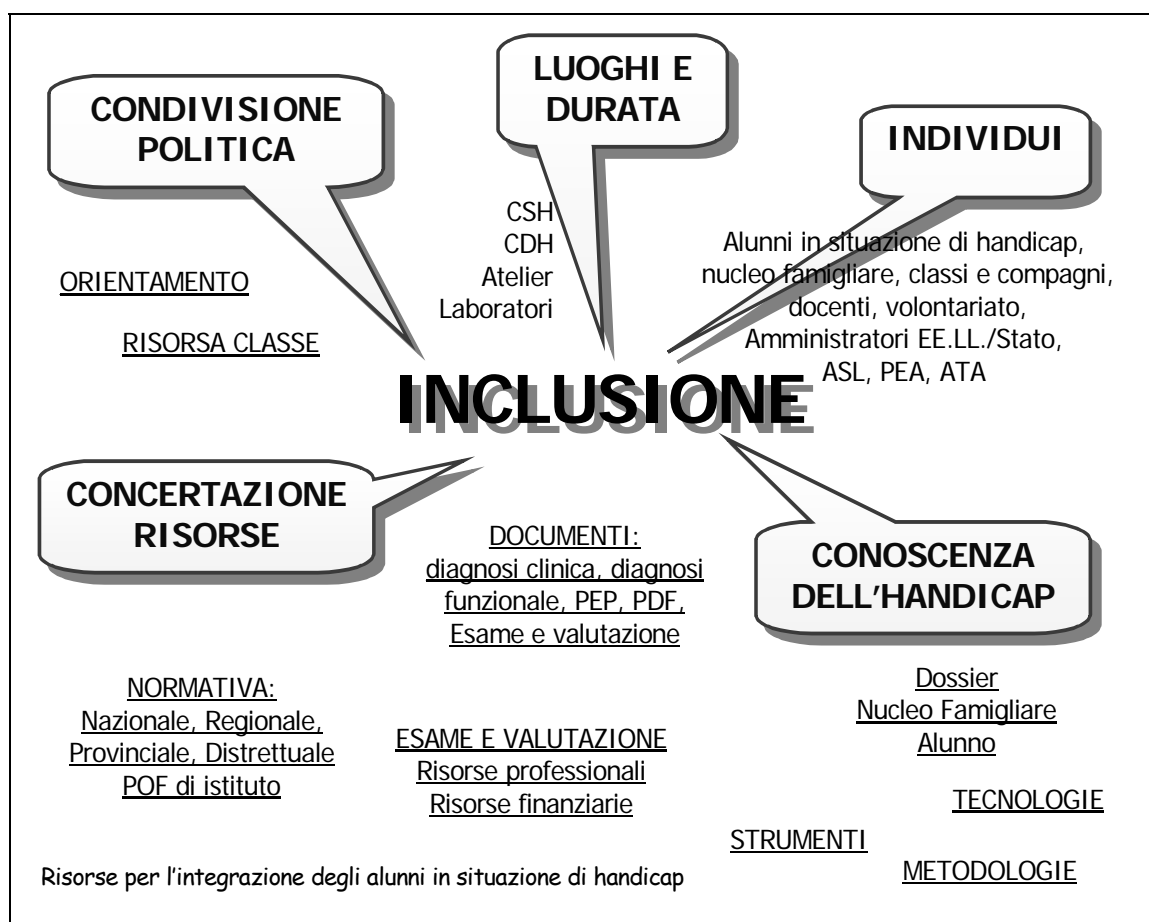 CONDIVISIONE
POLITICA
LUOGHI E
DURATA
INDIVIDUI
ORIENTAMENTO
RISORSA CLASSE
CSH
CDH
Atelier
Laboratori
Alunni in situazione di handicap,
nucleo famigliare, classi e compagni,
docenti, volontariato,
Amministratori EE.LL./Stato,
ASL, PEA, ATA
INCLUSIONE
CONCERTAZIONE
RISORSE
DOCUMENTI:
diagnosi clinica, diagnosi
funzionale, PEP, PDF,
Esame e valutazione
CONOSCENZA
DELL'HANDICAP
NORMATIVA:
Nazionale, Regionale,
Provinciale, Distrettuale
POF di istituto
ESAME E VALUTAZIONE
Risorse professionali
Risorse finanziarie
Dossier
Nucleo Famigliare
Alunno
TECNOLOGIE
STRUMENTI
METODOLOGIE
Risorse per l'integrazione degli alunni in situazione di handicap